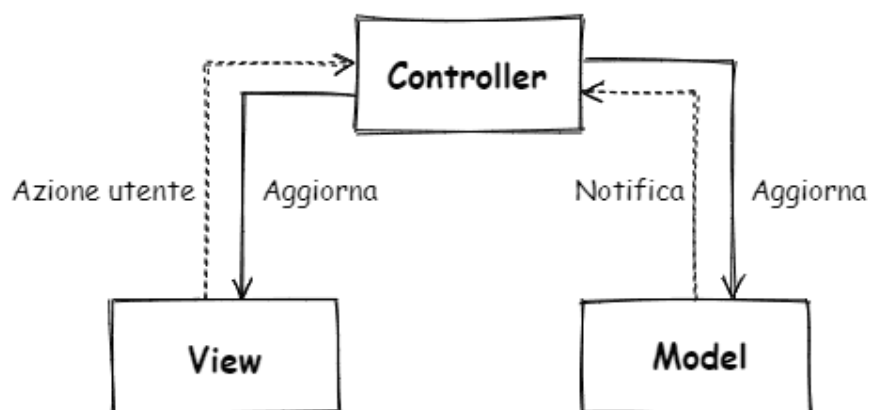 Controller
Azione utente
Aggiorna
Notifica
Aggiorna
View
Model